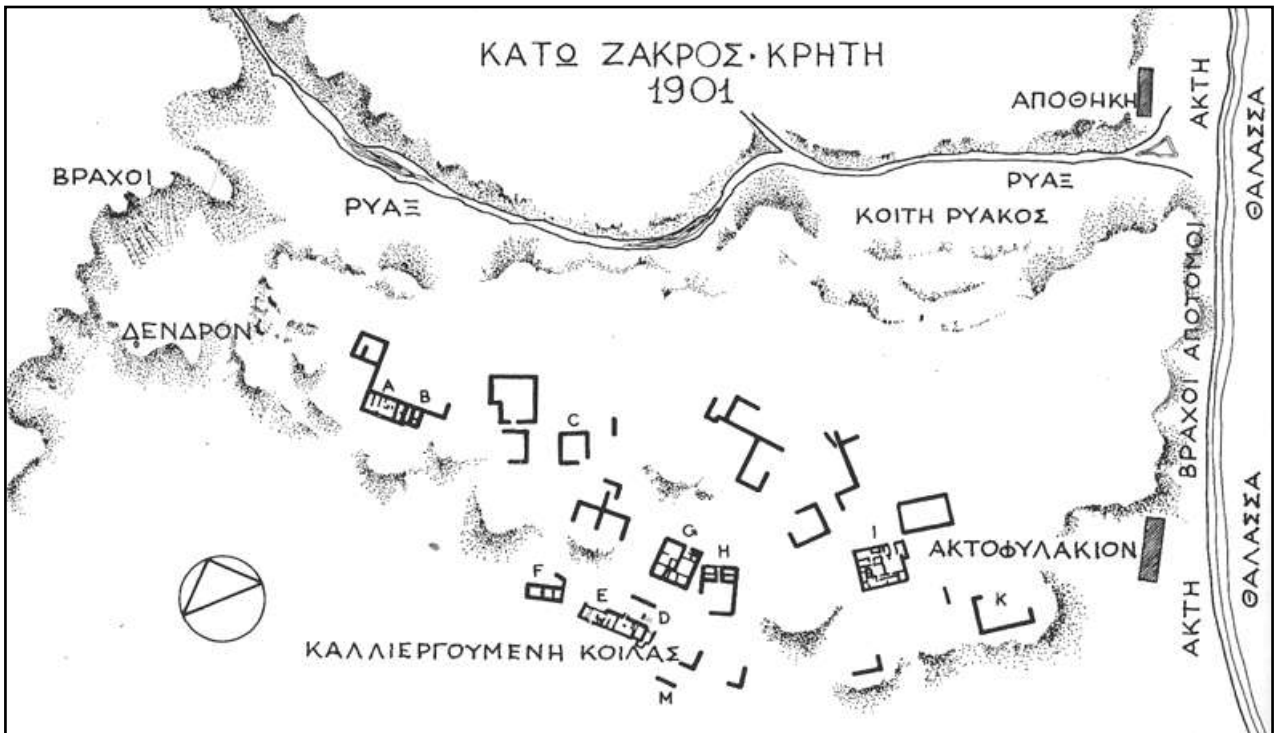 ΚΑΤΩ ΖΑΚΡΟΣ·ΚΡΗΤΗ
1901
ΑΠΟΘΗΚΗ
ΑΚΤΗ
ΘΑΛΑΣΣΑ
ΒΡΑΧΟΙ
ΡΥΑΞ
ΡΥΑΞ
ΚΟΙΤΗ ΡΥΑΚΟΣ
ΒΡΑΧΟΙ ΑΠΟΤΟΜΟΙ
ΔΕΝΔΡΟΝ
A
B
C
G
H
I
ΑΚΤΟΦΥΛΑΚΙΟΝ
ΘΑΛΑΣΣΑ
F
E
D
K
ΑΚΤΗ
ΚΑΛΛΙΕΡΓΟΥΜΕΝΗ ΚΟΙΛΑΣ
M